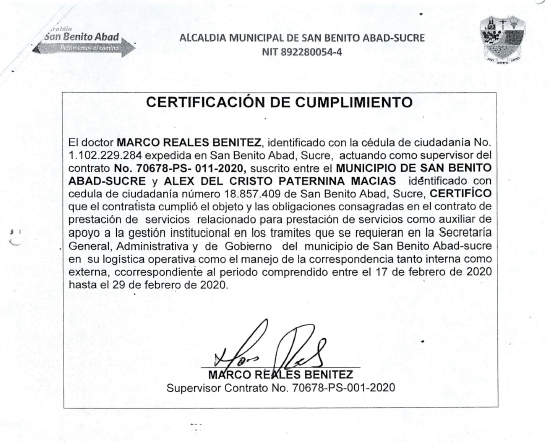 Alcaldía
San Benito Abad
Retomamos el camino
ALCALDIA MUNICIPAL DE SAN BENITO ABAD-SUCRE
NIT 892280054-4
CERTIFICACIÓN DE CUMPLIMIENTO
El doctor MARCO REALES BENITEZ, identificado con la cédula de ciudadanía No.
1.102.229.284 expedida en San Benito Abad, Sucre, actuando como supervisor del
contrato No. 70678-PS- 011-2020, suscrito entre el MUNICIPIO DE SAN BENITO
ABAD-SUCRE y ALEX DEL CRISTO PATERNINA MACIAS identificado con
cedula de ciudadanía número 18.857.409 de San Benito Abad, Sucre, CERTIFICO
que el contratista cumplió el objeto y las obligaciones consagradas en el contrato de
prestación de servicios relacionado para prestación de servicios como auxiliar de
apoyo a la gestión institucional en los tramites que se requieran en la Secretaría
General, Administrativa y de Gobierno del municipio de San Benito Abad-sucre
en su logística operativa como el manejo de la correspondencia tanto interna como
externa, ccorrespondiente al periodo comprendido entre el 17 de febrero de 2020
hasta el 29 de febrero de 2020.
MARCO REALES BENITEZ
Supervisor Contrato No. 70678-PS-001-2020